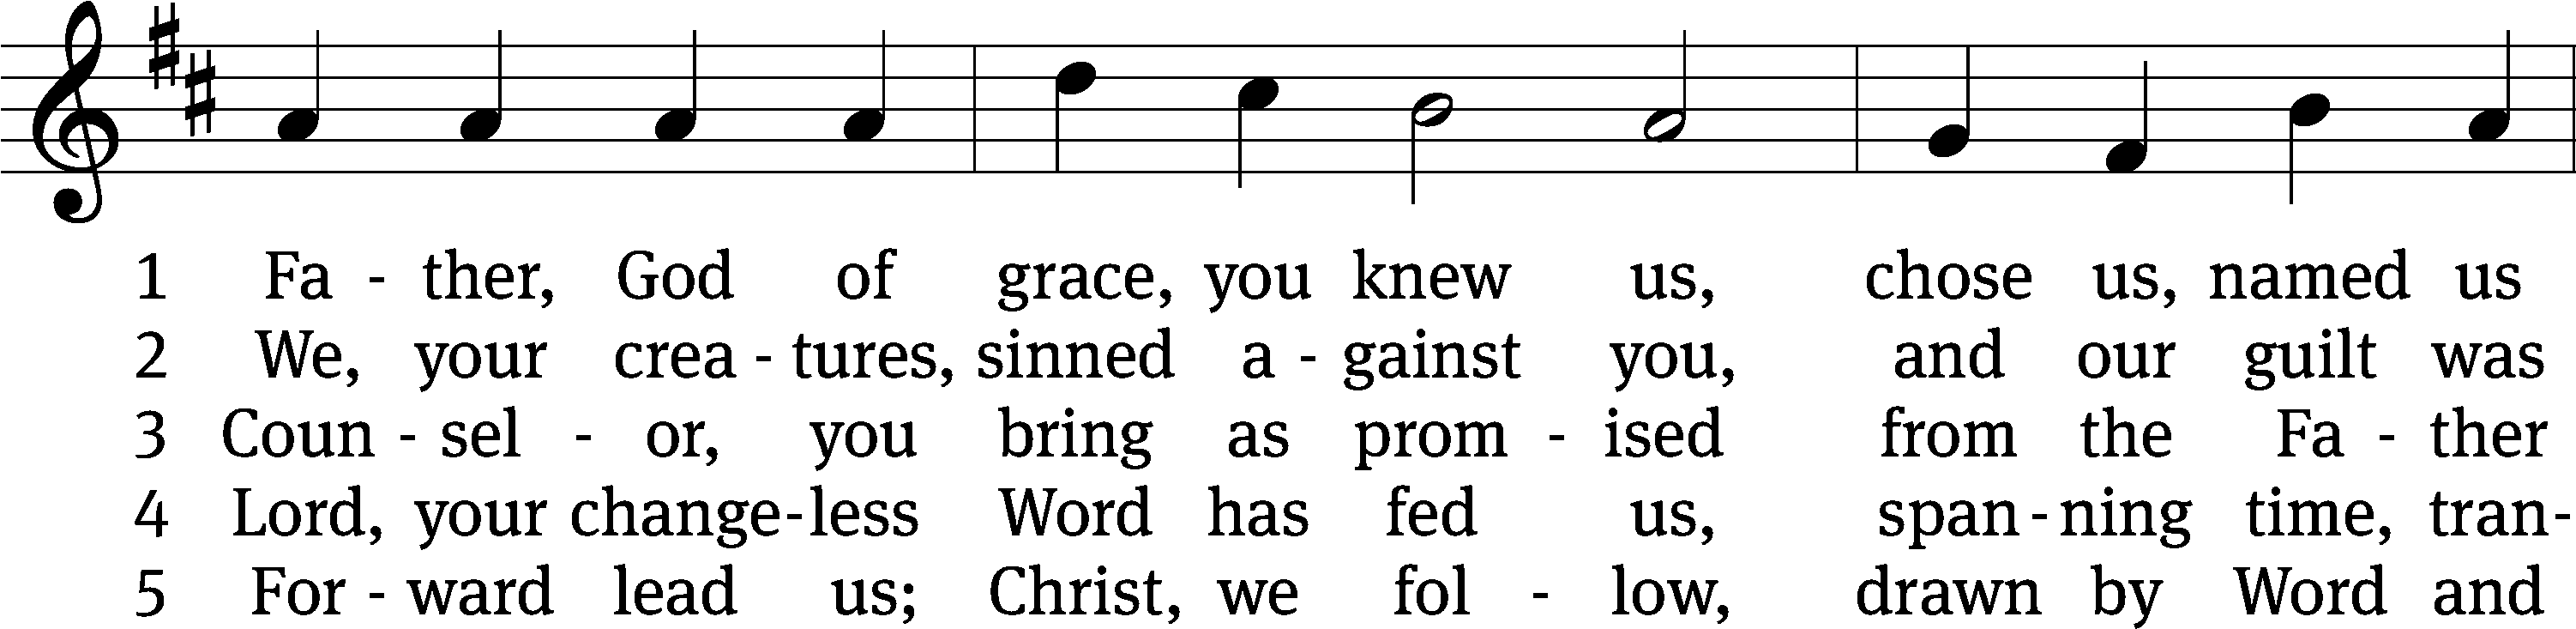 1 Fa - ther, God of grace, you knew us, chose us, named us
2 We, your crea - tures, sinned a - gainst you, and our guilt was
3 Coun - sel - or, you bring as prom - ised from the Fa - ther
4 Lord, your change - less Word has fed us, span - ning time, tran-
5 For - ward lead us; Christ, we fol - low, drawn by Word and